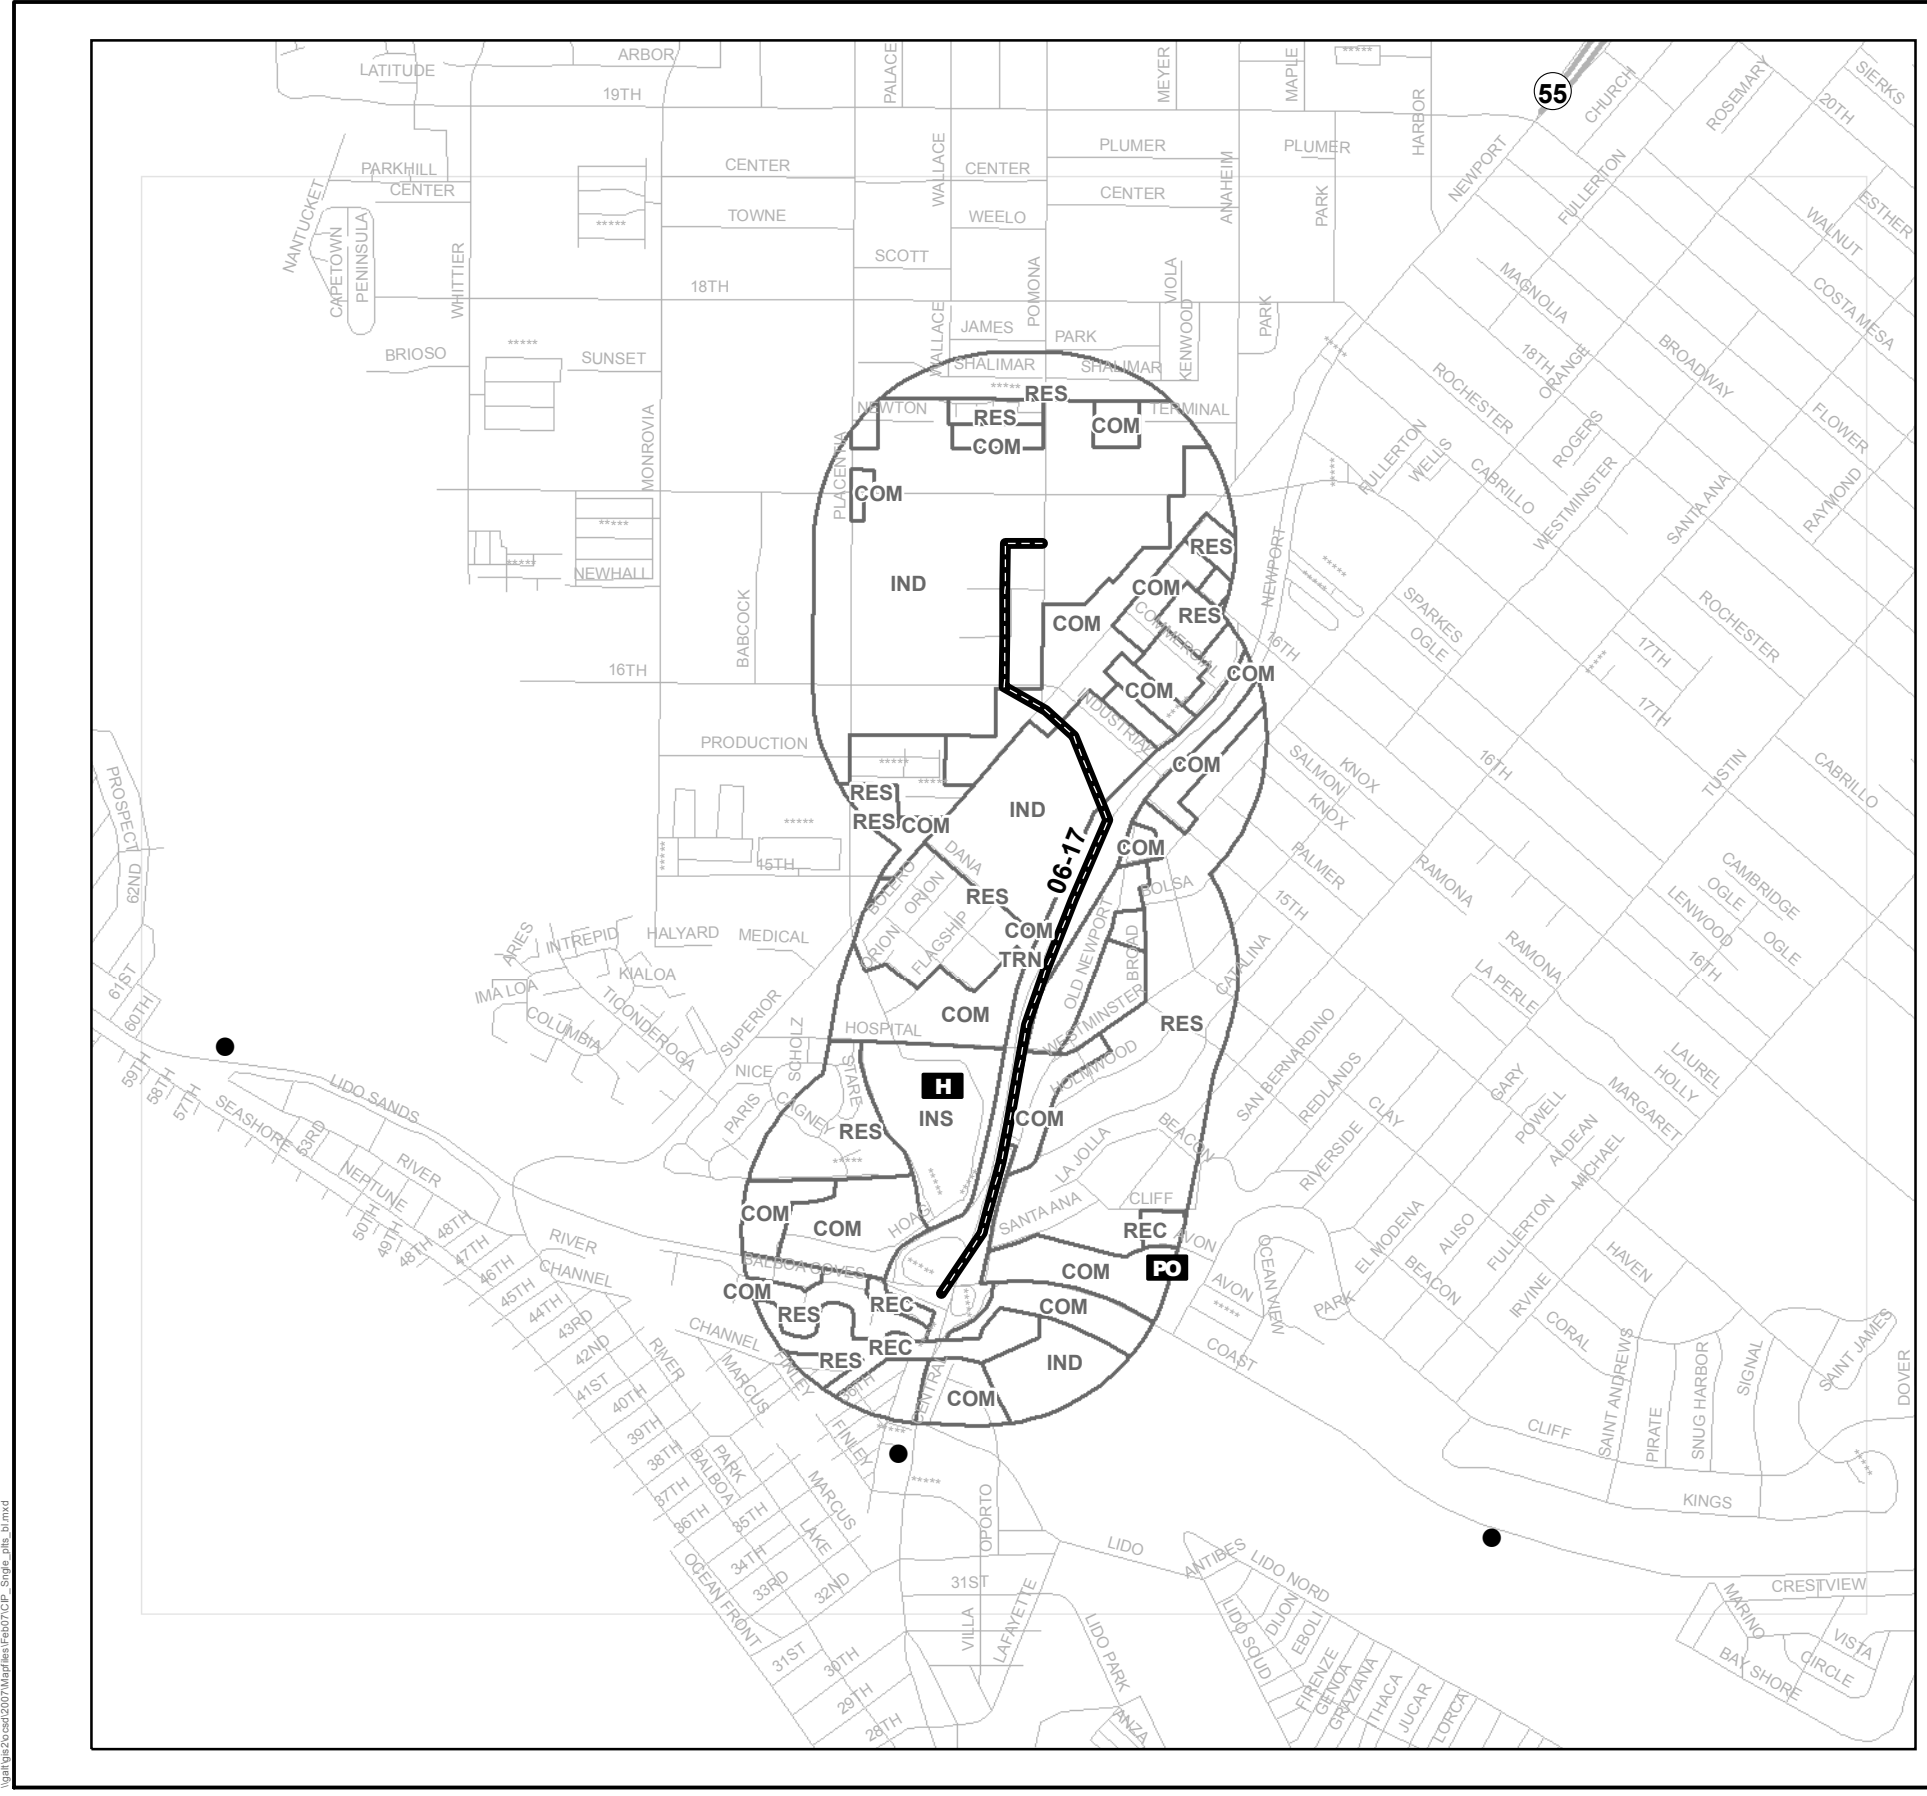 ARBOR
LATITUDE
PALACE
MEYER
MAPLE
*****
55
CHURCH
ROSEMARY
SIERKS
20TH
19TH
HARBOR
PLUMER
PLUMER
NEWPORT
FULLERTON
PARKHILL
CENTER
CENTER
WALLACE
CENTER
CENTER
ANAHEIM
PARK
ESTHER
WALNUT
NANTUCKET
CAPETOWN
PENINSULA
WHITTIER
*****
TOWNE
WEELO
SCOTT
POMONA
VIOLA
KENWOOD
PARK
MAGNOLIA
COSTA MESA
18TH
WALLACE
JAMES
PARK
BRIOSO
*****
SUNSET
SHALIMAR
SHALIMAR
*****
18TH
ORANGE
BROADWAY
ROCHESTER
FLOWER
RES
NEWTON
RES
COM
COM
TERMINAL
MONROVIA
PLACENTIA
COM
FULLERTON
WELLS
ROGERS
CABRILLO
WESTMINSTER
SANTA ANA
RAYMOND
*****
*****
*****
NEWHALL
IND
RES
COM
RES
COM
COMMERCIAL
NEWPORT
*****
*****
SPARKES
OGLE
ROCHESTER
17TH
*****
17TH
BABCOCK
16TH
16TH
COM
COM
INDUSTRIAL
*****
PRODUCTION
*****
*****
COM
SALMON
KNOX
KNOX
16TH
TUSTIN
CABRILLO
PROSPECT
RES
RES
COM
IND
06-17
COM
*****
*****
15TH
PALMER
RAMONA
62ND
DANA
BOLERO
ORION
ORION
FLAGSHIP
RES
COM
TRN
BOLSA
15TH
CAMBRIDGE
OGLE
LENWOOD
OGLE
16TH
ARIES
INTREPID
HALYARD
MEDICAL
OLD NEWPORT
BROAD
CATALINA
RAMONA
LA PERLE
61ST
60TH
IMA LOA
KIALOA
COLUMBIA
TICONDEROGA
SUPERIOR
COM
HOSPITAL
WESTMINSTER
RES
59TH
58TH
57TH
LIDO SANDS
NICE
SCHOLZ
STARE
PARIS
CAGNEY
H
INS
HOLMWOOD
SAN BERNARDINO
REDLANDS
CLAY
GARY
POWELL
LAUREL
HOLLY
MARGARET
SEASHORE
53RD
NEPTUNE
RIVER
RES
*****
*****
*****
COM
LA JOLLA
BEACON
RIVERSIDE
ALDEAN
MICHAEL
50TH
49TH
48TH
48TH
47TH
46TH
45TH
44TH
43RD
42ND
41ST
40TH
39TH
38TH
37TH
36TH
RIVER
CHANNEL
COM
COM
HOAG
SANTA ANA
CLIFF
REC
AVON
PO
AVON
*****
OCEAN VIEW
EL MODENA
BEACON
ALISO
FULLERTON
IRVINE
HAVEN
BALBOA COVES
*****
COM
RES
REC
*****
COM
COM
PARK
CORAL
CHANNEL
FINLEY
RES
REC
IND
COAST
RIVER
MARCUS
36TH
FINLEY
CENTRAL
COM
*****
SAINT ANDREWS
PIRATE
SNUG HARBOR
SIGNAL
SAINT JAMES
DOVER
CLIFF
*****
KINGS
PARK
BALBOA
35TH
34TH
33RD
32ND
LAKE
MARCUS
*****
OPORTO
LIDO
ANTIBES
LIDO NORD
CRESTVIEW
OCEAN FRONT
31ST
31ST
30TH
29TH
28TH
VILLA
LAFAYETTE
LIDO PARK
ANZA
LIDO SOUD
DIJON
EBOLI
FIRENZE
GENOA
GRAZIANA
ITHACA
JUCAR
LORCA
MARINO
BAY SHORE
VISTA
CIRCLE